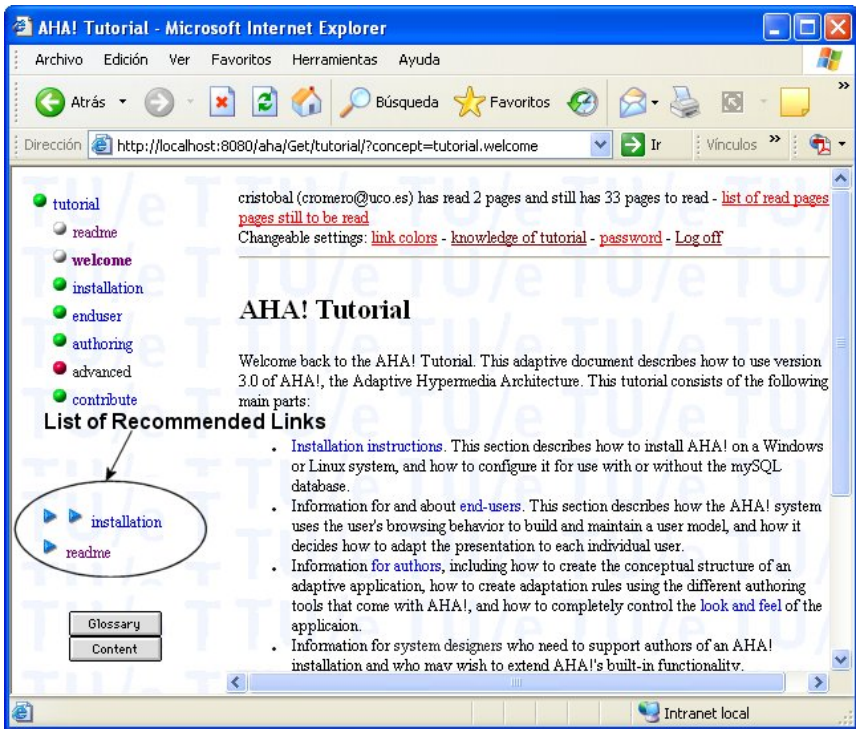 AHA! Tutorial - Microsoft Internet Explorer
Archivo Edición Ver Favoritos Herramientas Ayuda
Atrás Búsqueda Favoritos
Dirección http://localhost:8080/aha/Get/tutorial/?concept=tutorial.welcome Ir Vínculos
tutorial
readme
welcome
installation
enduser
authoring
advanced
contribute
List of Recommended Links
installation
readme
Glossary
Content
cristobal (cromero@uco.es) has read 2 pages and still has 33 pages to read - list of read pages
pages still to be read
Changeable settings: link colors - knowledge of tutorial - password - Log off
AHA! Tutorial
Welcome back to the AHA! Tutorial. This adaptive document describes how to use version
3.0 of AHA!, the Adaptive Hypermedia Architecture. This tutorial consists of the following
main parts:
Installation instructions. This section describes how to install AHA! on a Windows
or Linux system, and how to configure it for use with or without the mySQL
database.
Information for and about end-users. This section describes how the AHA! system
uses the user's browsing behavior to build and maintain a user model, and how it
decides how to adapt the presentation to each individual user.
Information for authors, including how to create the conceptual structure of an
adaptive application, how to create adaptation rules using the different authoring
tools that come with AHA!, and how to completely control the look and feel of the
applicaion.
Information for system designers who need to support authors of an AHA!
installation and who may wish to extend AHA!'s built-in functionality.
Intranet local